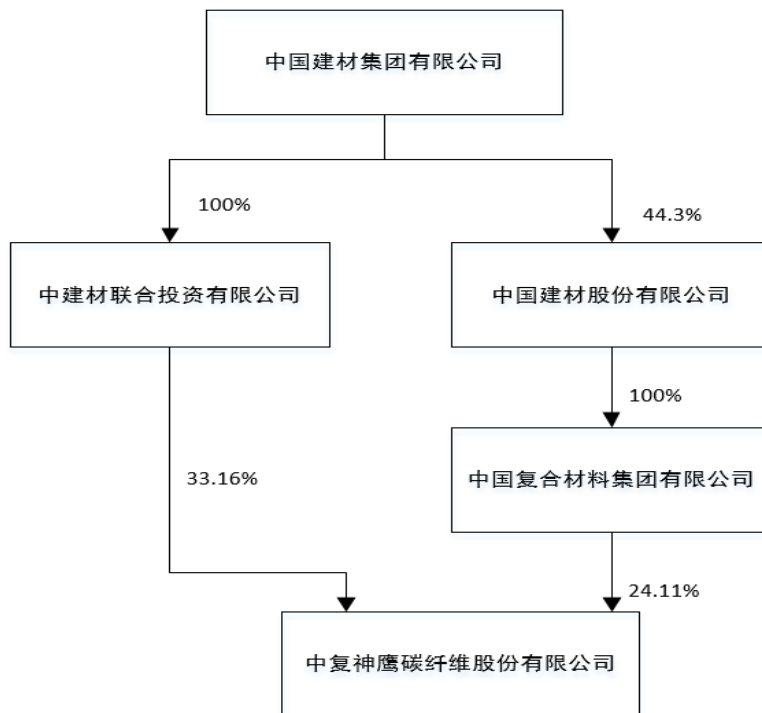 中国建材集团有限公司
100%
44.3%
中建材联合投资有限公司
中国建材股份有限公司
100%
33.16%
中国复合材料集团有限公司
24.11%
中复神鹰碳纤维股份有限公司